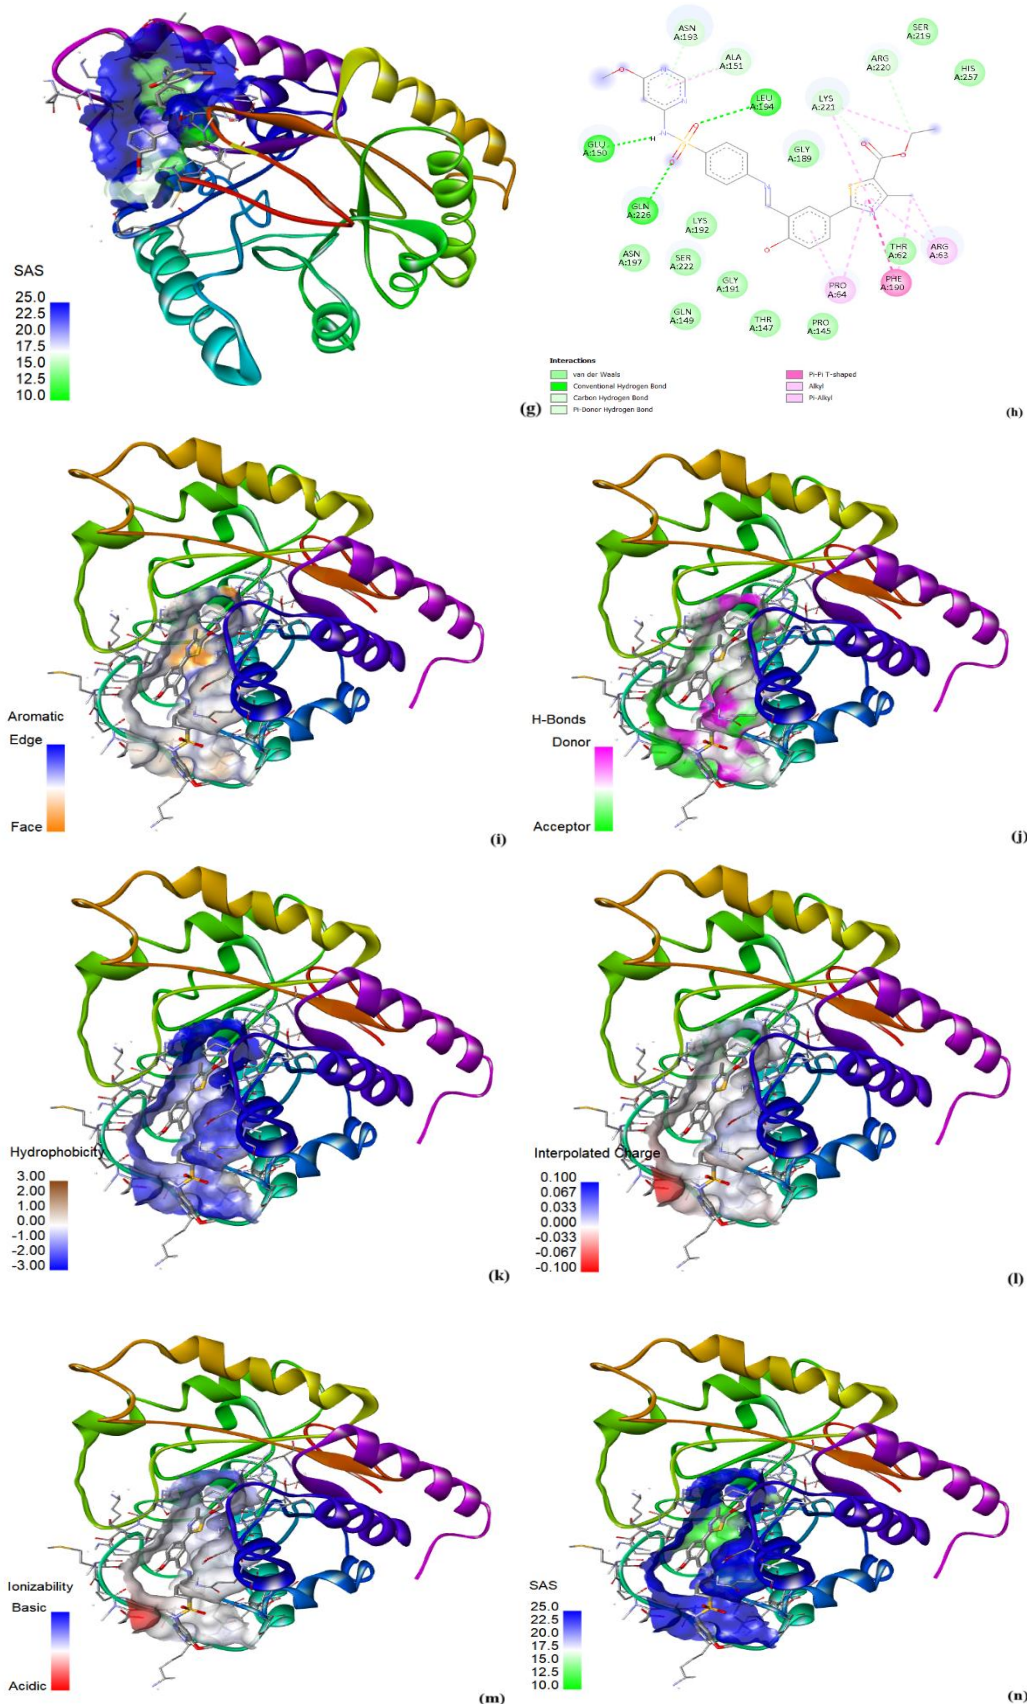 SAS
25.0
22.5
20.0
17.5
15.0
12.5
10.0
(g)
ASN
A:193
ALA
A:151
SER
A:219
ARG
A:220
HIS
A:257
LEU
A:194
LYS
A:221
GLU
A:150
GLY
A:189
GLN
A:226
LYS
A:192
ASN
A:197
SER
A:222
GLY
A:191
THR
A:62
ARG
A:63
PRO
A:64
PHE
A:190
GLN
A:149
THR
A:147
PRO
A:145
Interactions
van der Waals
Conventional Hydrogen Bond
Carbon Hydrogen Bond
Pi-Donor Hydrogen Bond
Pi-Pi T-shaped
Alkyl
Pi-Alkyl
(h)
Aromatic
Edge
Face
(i)
H-Bonds
Donor
Acceptor
(j)
Hydrophobicity
3.00
2.00
1.00
0.00
-1.00
-2.00
-3.00
(k)
Interpolated Charge
0.100
0.067
0.033
0.000
-0.033
-0.067
-0.100
(l)
Ionizability
Basic
Acidic
(m)
SAS
25.0
22.5
20.0
17.5
15.0
12.5
10.0
(n)